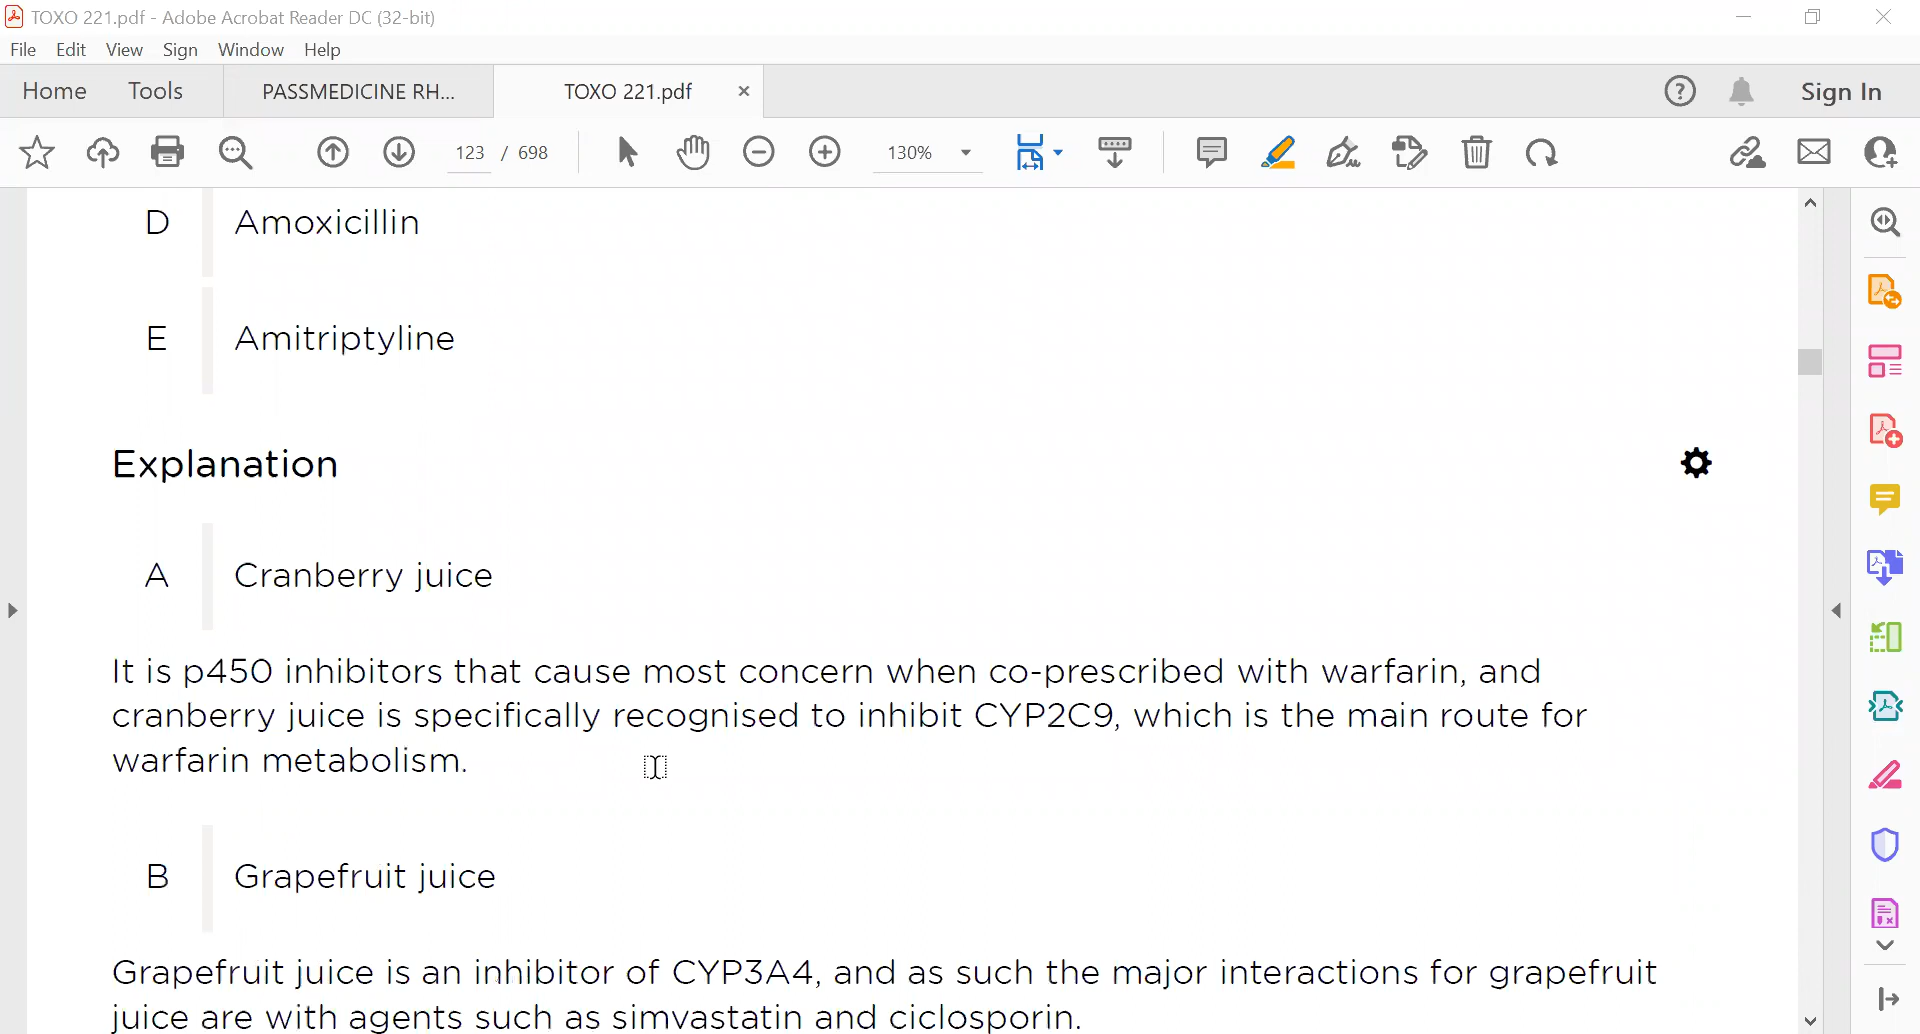 TOXO 221.pdf - Adobe Acrobat Reader DC (32-bit)
File Edit View Sign Window Help
Home Tools PASSMEDICINE RH... TOXO 221.pdf × Sign In
123 / 698 130%
D Amoxicillin
E Amitriptyline
Explanation
A Cranberry juice
It is p450 inhibitors that cause most concern when co-prescribed with warfarin, and
cranberry juice is specifically recognised to inhibit CYP2C9, which is the main route for
warfarin metabolism.
B Grapefruit juice
Grapefruit juice is an inhibitor of CYP3A4, and as such the major interactions for grapefruit
juice are with agents such as simvastatin and ciclosporin.